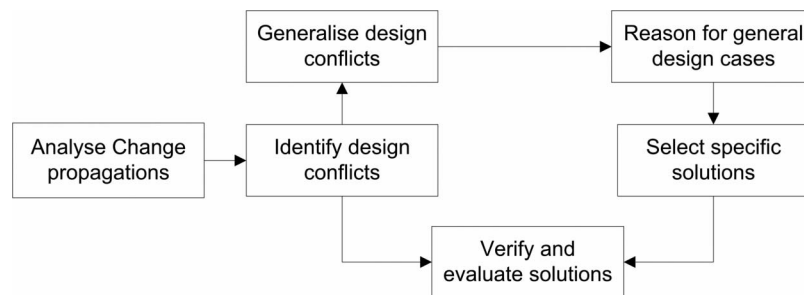 Generalise design
conflicts
Reason for general
design cases
Analyse Change
propagations
Identify design
conflicts
Select specific
solutions
Verify and
evaluate solutions